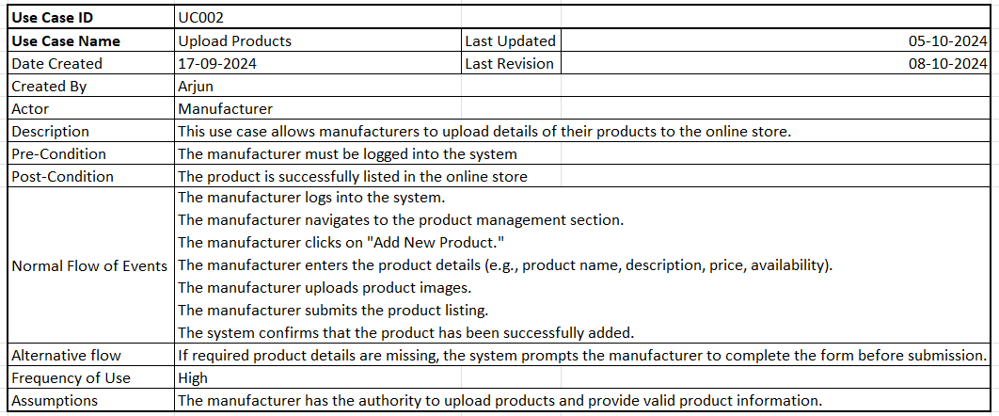 Use Case ID UC002
Use Case Name Upload Products Last Updated 05-10-2024
Date Created 17-09-2024 Last Revision 08-10-2024
Created By Arjun
Actor Manufacturer
Description This use case allows manufacturers to upload details of their products to the online store.
Pre-Condition The manufacturer must be logged into the system
Post-Condition The product is successfully listed in the online store
Normal Flow of Events
The manufacturer logs into the system.
The manufacturer navigates to the product management section.
The manufacturer clicks on "Add New Product."
The manufacturer enters the product details (e.g., product name, description, price, availability).
The manufacturer uploads product images.
The manufacturer submits the product listing.
The system confirms that the product has been successfully added.
Alternative flow If required product details are missing, the system prompts the manufacturer to complete the form before submission.
Frequency of Use High
Assumptions The manufacturer has the authority to upload products and provide valid product information.